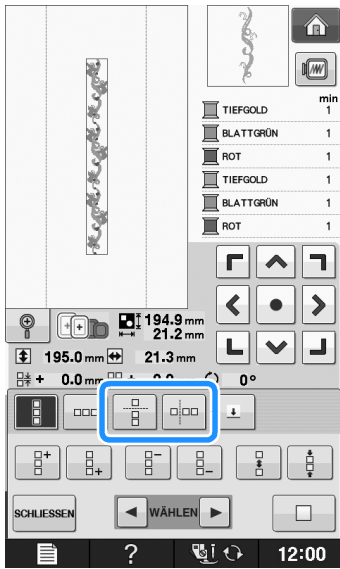 min
TIEFGOLD 1
BLATTGRÜN 1
ROT 1
TIEFGOLD 1
BLATTGRÜN 1
ROT 1
194.9 mm
21.2 mm
195.0 mm 21.3 mm
+ 0.0 mm + 0°
SCHLIESSEN
WÄHLEN
? 12:00